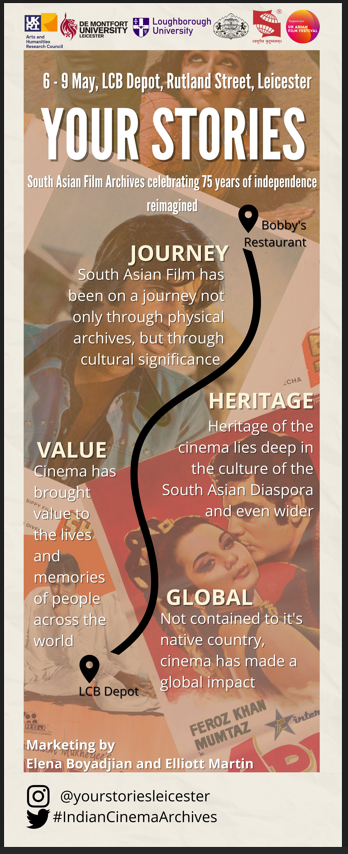 UK
RI
Arts and
Humanities
Research Council
DE MONTFORT
UNIVERSITY
LEICESTER
Loughborough
University
UK ASIAN
FILM FESTIVAL
6 - 9 May, LCB Depot, Rutland Street, Leicester
YOUR STORIES
South Asian Film Archives celebrating 75 years of independence
reimagined
Bobby's
Restaurant
JOURNEY
South Asian Film has
been on a journey not
only through physical
archives, but through
cultural significance
HERITAGE
Heritage of the
cinema lies deep in
the culture of the
South Asian Diaspora
and even wider
VALUE
Cinema has
brought
value to
the lives
and
memories
of people
across the
world
GLOBAL
Not contained to it's
native country,
cinema has made a
global impact
LCB Depot
FEROZ KHAN
MUMTAZ
inter
Marketing by
Elena Boyadjian and Elliott Martin
@yourstoriesleicester
#IndianCinemaArchives